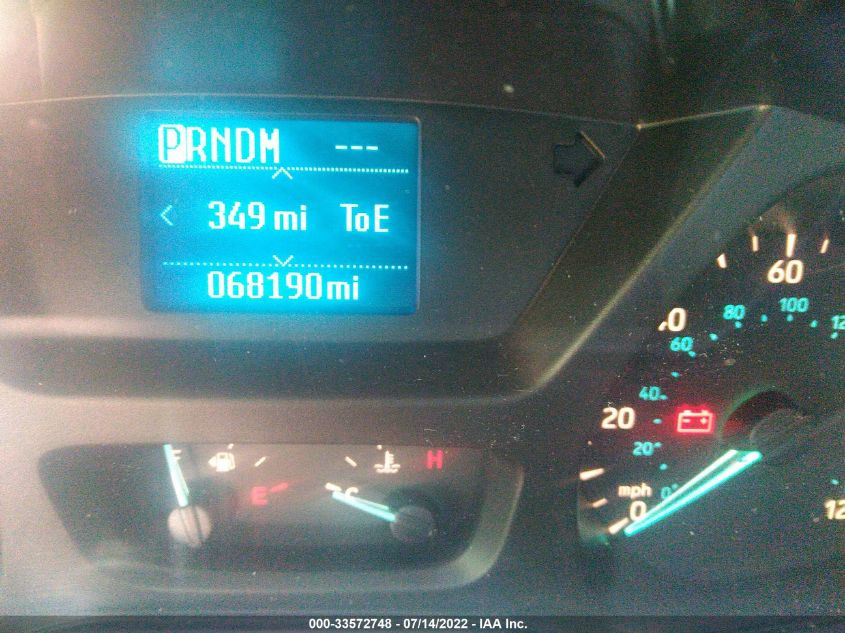 PRNDM ---
< 349 mi ToE
068190mi
F
E
C
H
mph
0
20
60
0
20
40
60
80
100
000-33572748 - 07/14/2022 - IAA Inc.